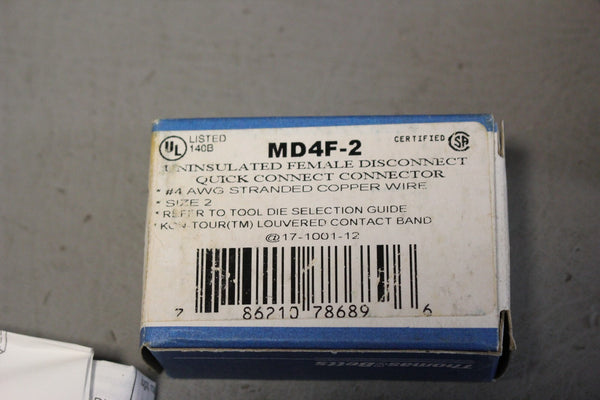 UL LISTED 140B
MD4F-2
CERTIFIED SA
UNINSULATED FEMALE DISCONNECT
QUICK CONNECT CONNECTOR
* #4 AWG STRANDED COPPER WIRE
* SIZE 2
* REFER TO TOOL DIE SELECTION GUIDE
* KON-TOUR(TM) LOUVERED CONTACT BAND
@17-1001-12
7 86210 78689 6
Thomas&Betts